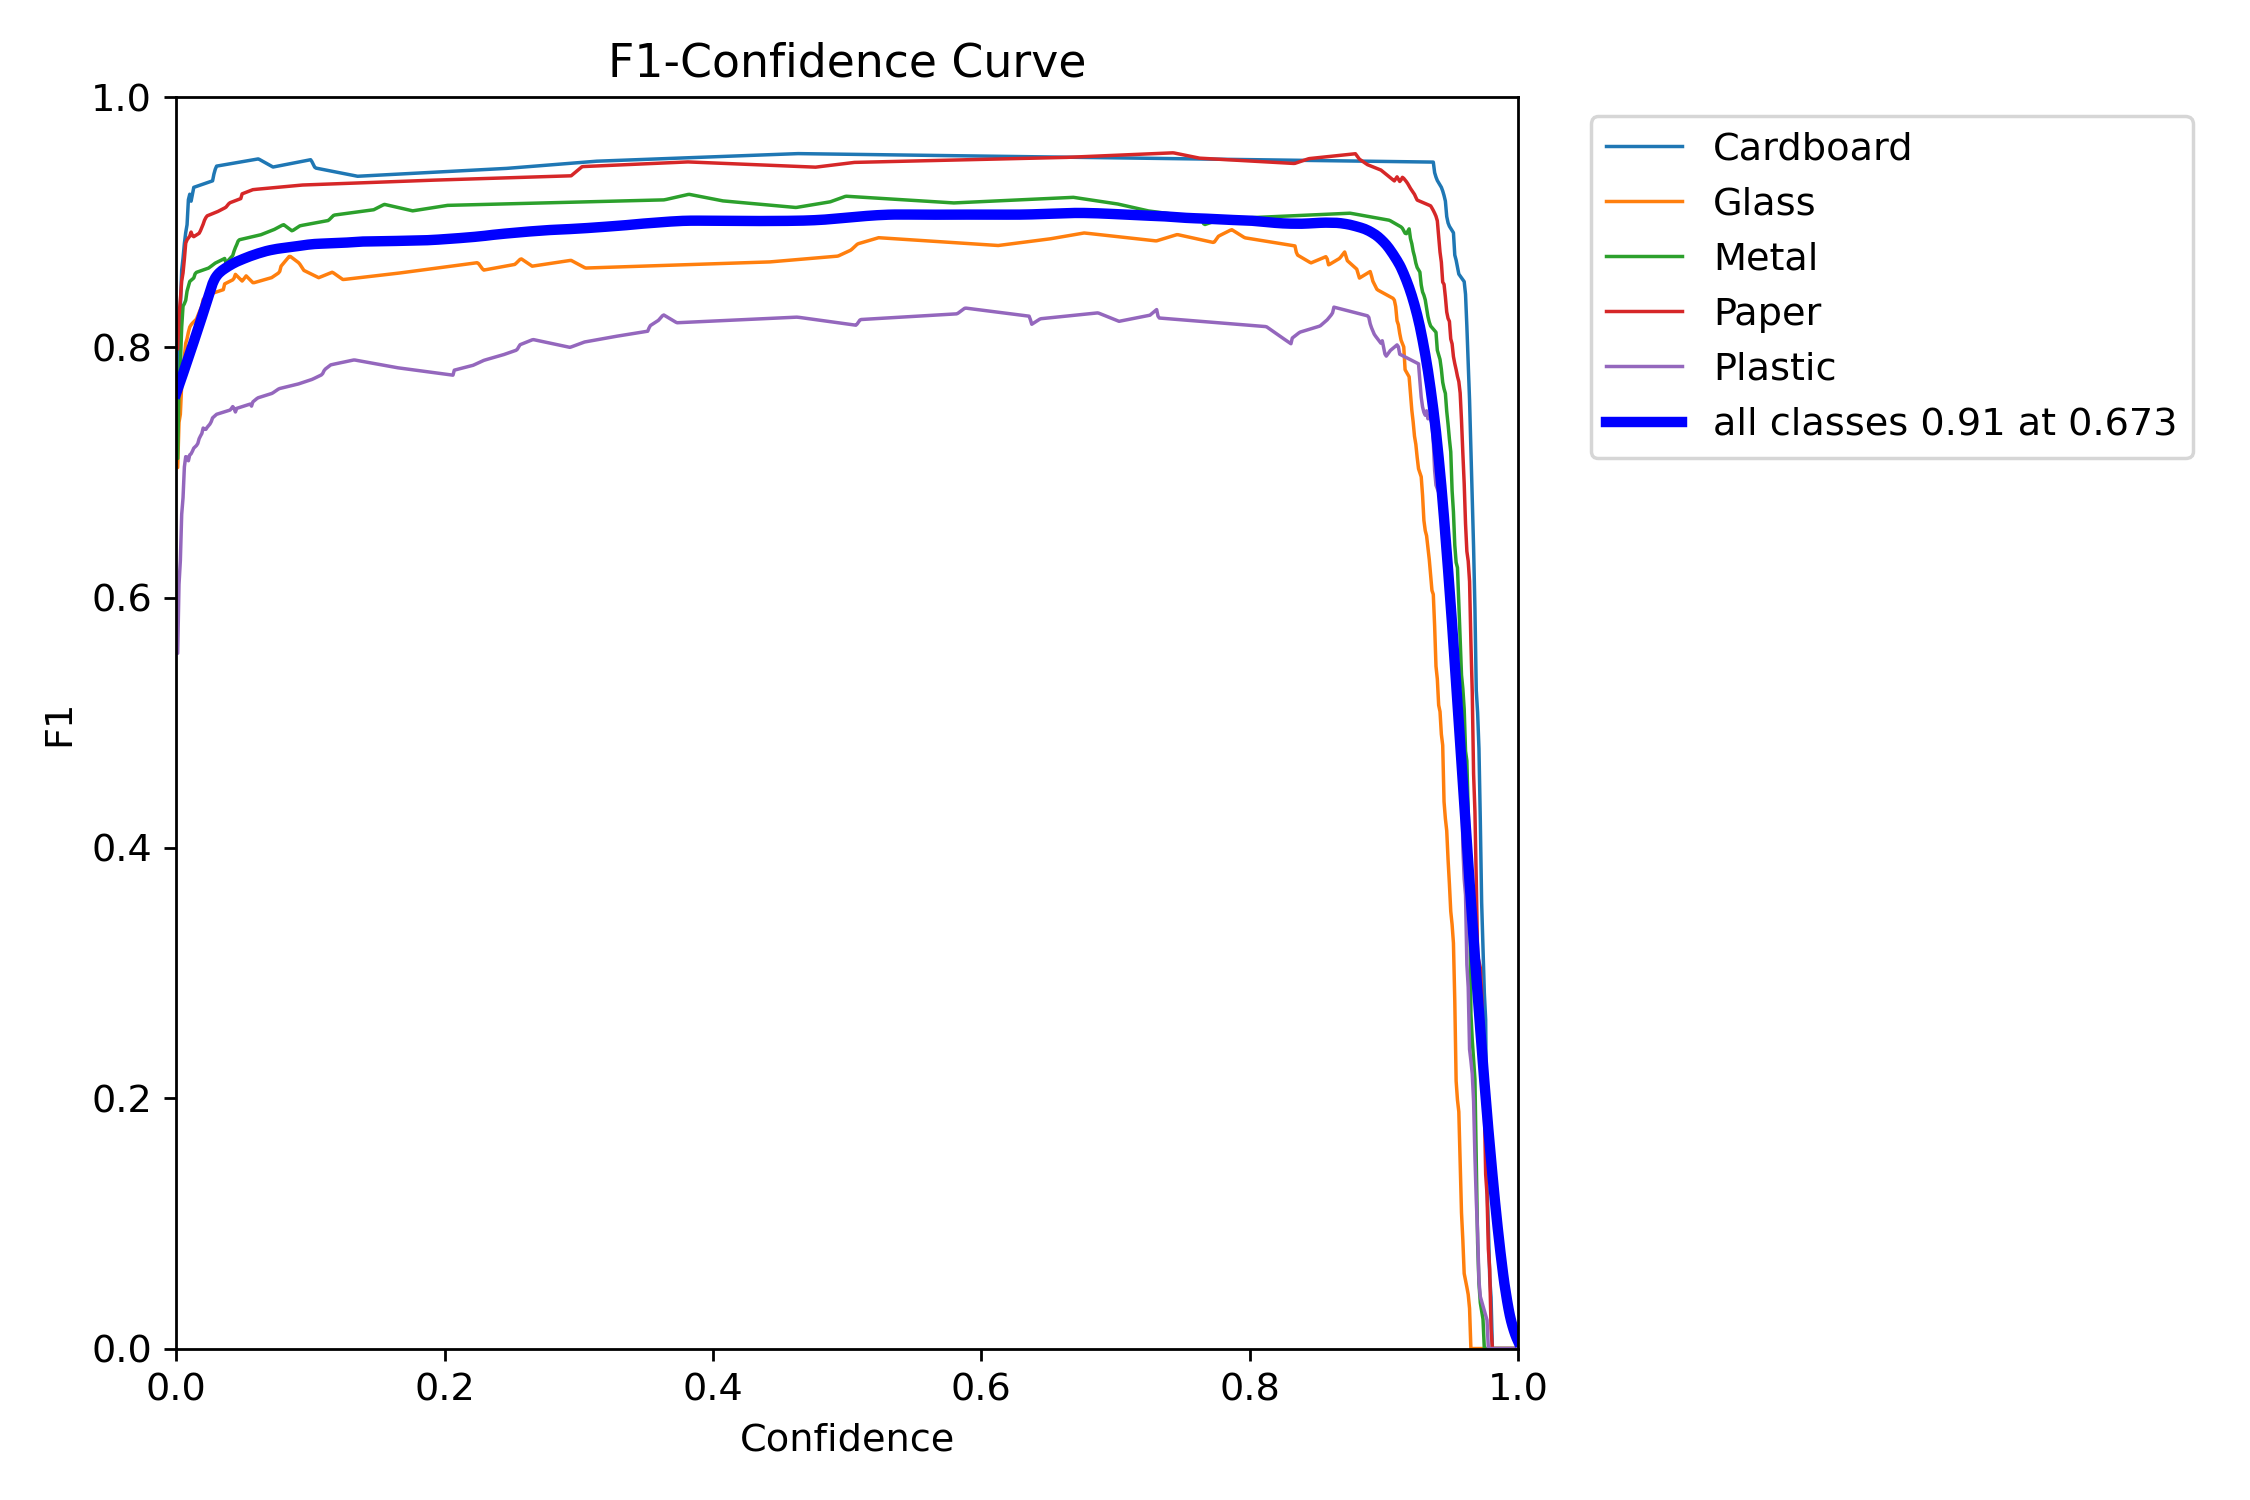 F1-Confidence Curve
1.0
0.8
0.6
0.4
0.2
0.0
F1
0.0 0.2 0.4 0.6 0.8 1.0
Confidence
Cardboard
Glass
Metal
Paper
Plastic
all classes 0.91 at 0.673